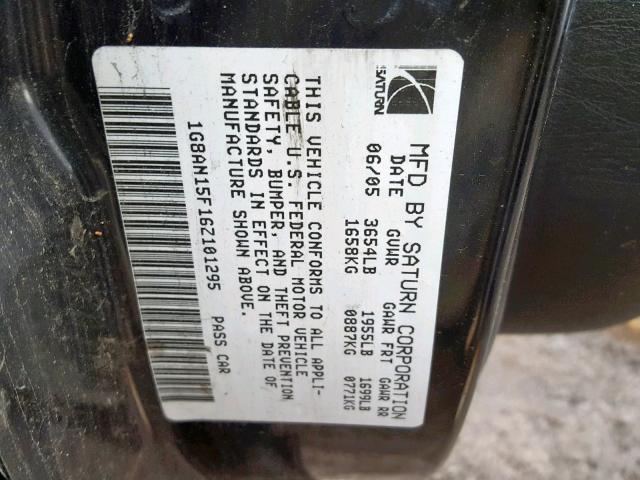 SATURN
MFD BY SATURN CORPORATION
DATE GVWR GAWR FRT GAWR RR
06/05 3654LB 1955LB 1699LB
1658KG 0887KG 0771KG
THIS VEHICLE CONFORMS TO ALL APPLI-
CABLE U.S. FEDERAL MOTOR VEHICLE
SAFETY, BUMPER, AND THEFT PREVENTION
STANDARDS IN EFFECT ON THE DATE OF
MANUFACTURE SHOWN ABOVE.
1G8AN15F16Z101295 PASS CAR